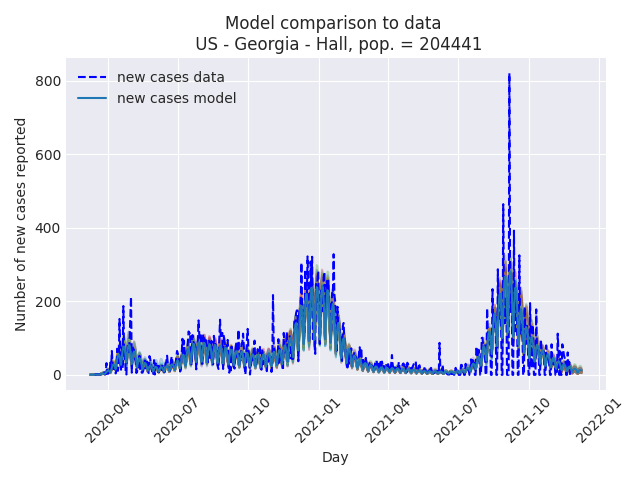 Model comparison to data
US - Georgia - Hall, pop. = 204441
new cases data
new cases model
Number of new cases reported
800
600
400
200
0
2020-04
2020-07
2020-10
2021-01
2021-04
2021-07
2021-10
2022-01
Day